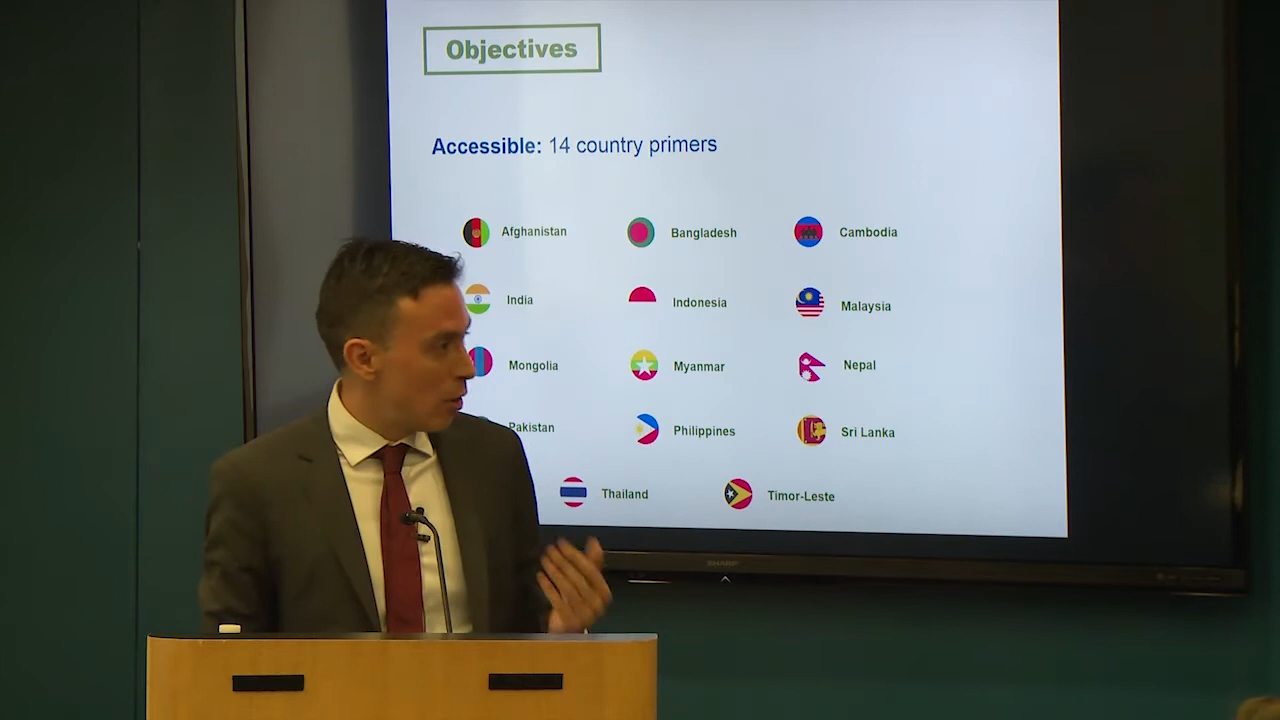 Objectives
Accessible: 14 country primers
Afghanistan Bangladesh Cambodia
India Indonesia Malaysia
Mongolia Myanmar Nepal
Pakistan Philippines Sri Lanka
Thailand Timor-Leste
SHARP